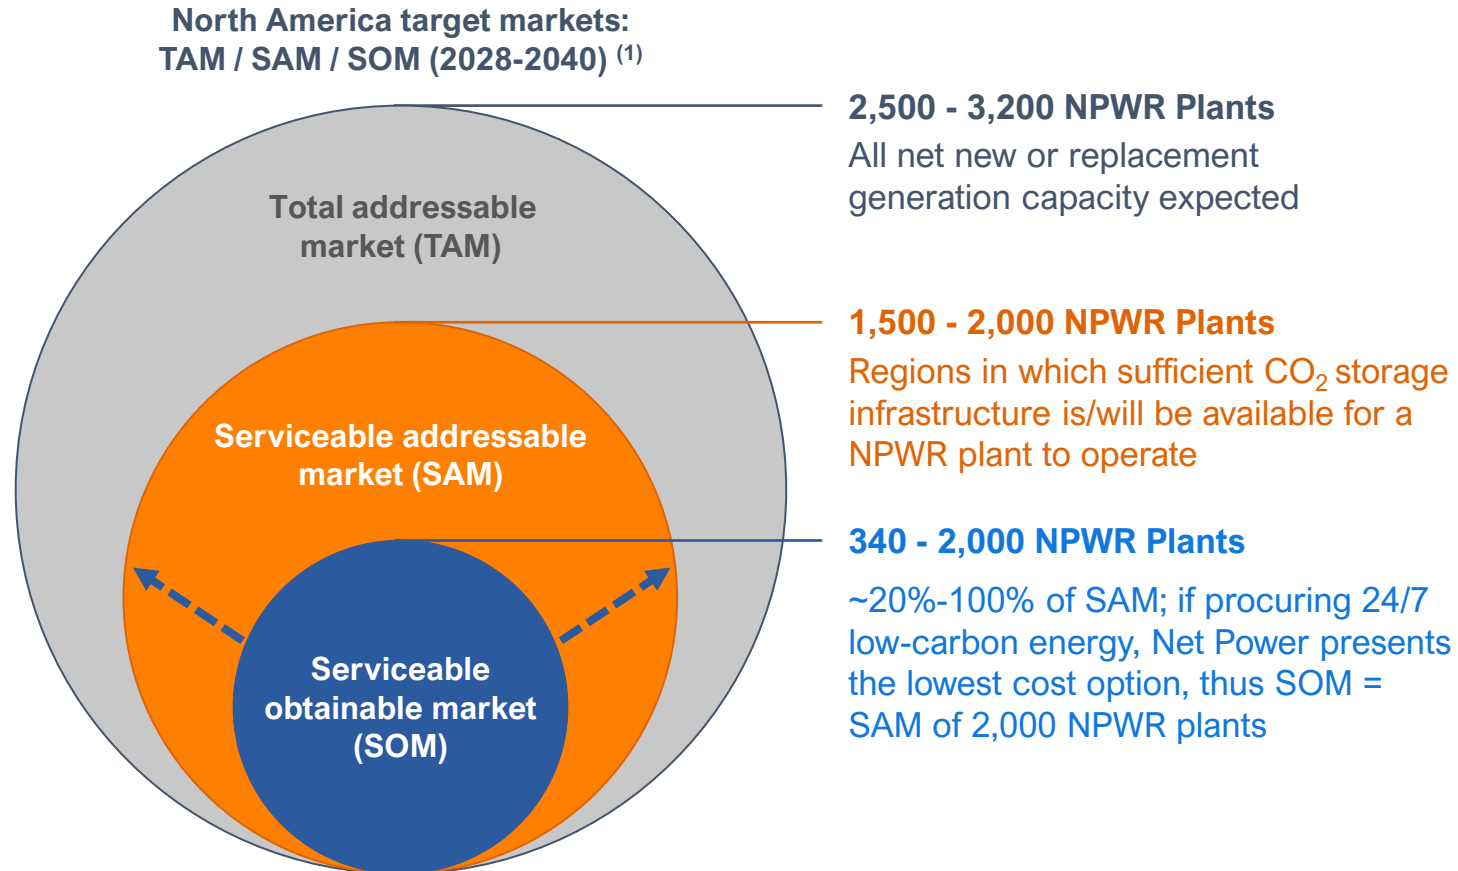 North America target markets:
TAM / SAM / SOM (2028-2040) (1)
Total addressable
market (TAM)
Serviceable addressable
market (SAM)
Serviceable
obtainable market
(SOM)
2,500 - 3,200 NPWR Plants
All net new or replacement
generation capacity expected
1,500 - 2,000 NPWR Plants
Regions in which sufficient CO2 storage
infrastructure is/will be available for a
NPWR plant to operate
340 - 2,000 NPWR Plants
~20%-100% of SAM; if procuring 24/7
low-carbon energy, Net Power presents
the lowest cost option, thus SOM =
SAM of 2,000 NPWR plants